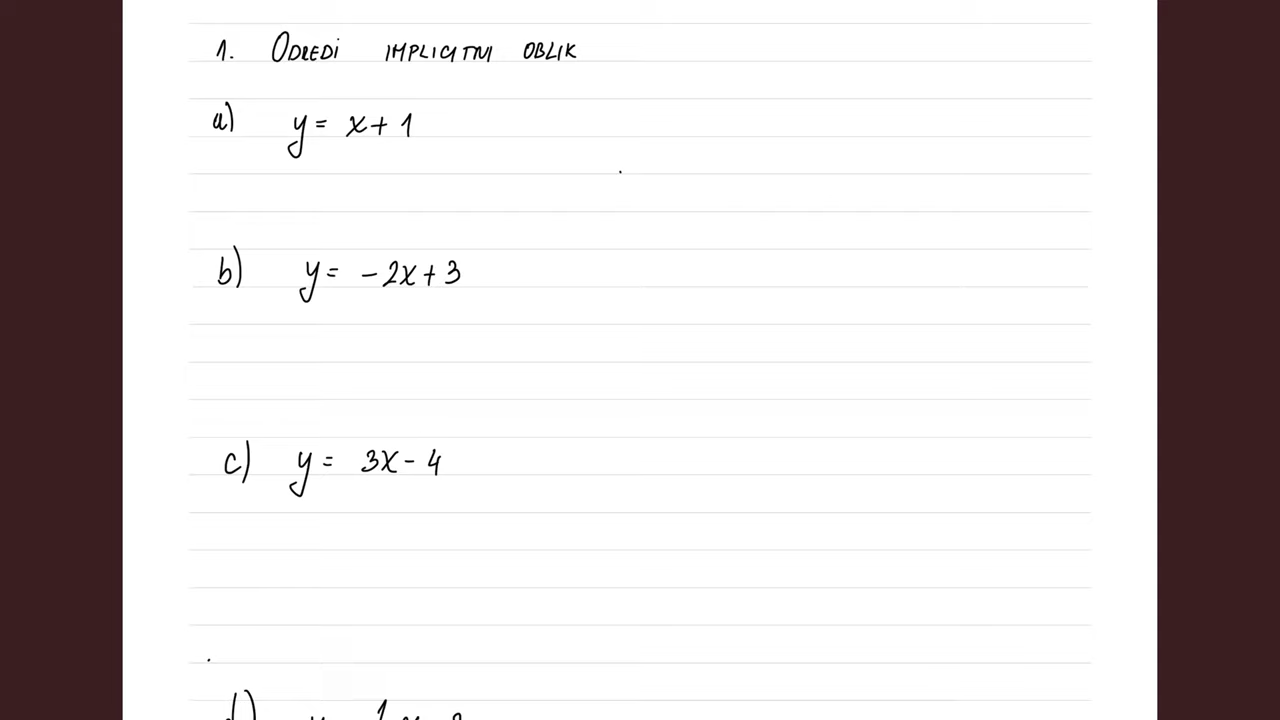 1. ODREDI IMPLICITNI OBLIK
a) y = x + 1
b) y = -2x + 3
c) y = 3x - 4
d)